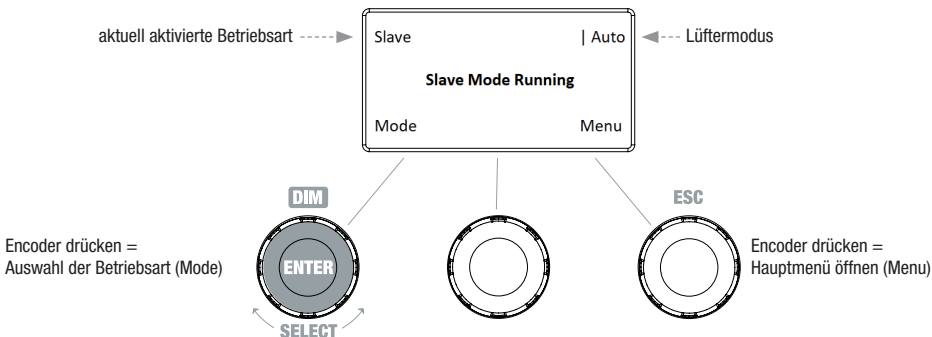 aktuell aktivierte Betriebsart
Slave | Auto
Lüftermodus
Slave Mode Running
Mode Menu
DIM
ESC
Encoder drücken =
Auswahl der Betriebsart (Mode)
ENTER
SELECT
Encoder drücken =
Hauptmenü öffnen (Menu)